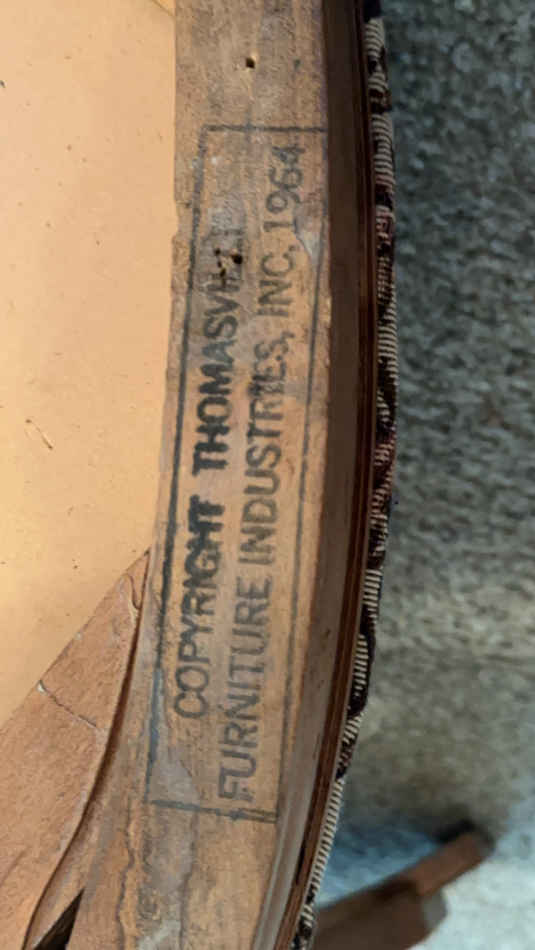 COPYRIGHT THOMASVILLE
FURNITURE INDUSTRIES, INC, 1964